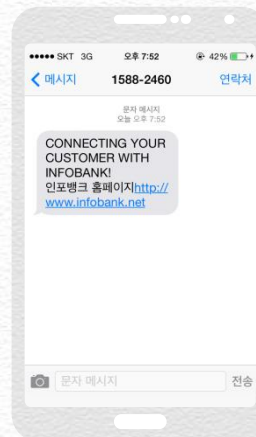 SKT 3G 오후 7:52 42%
메시지 1588-2460 연락처
문자 메시지
오늘 오후 7:52
CONNECTING YOUR
CUSTOMER WITH
INFOBANK!
인포뱅크 홈페이지http://
www.infobank.net
문자 메시지 전송